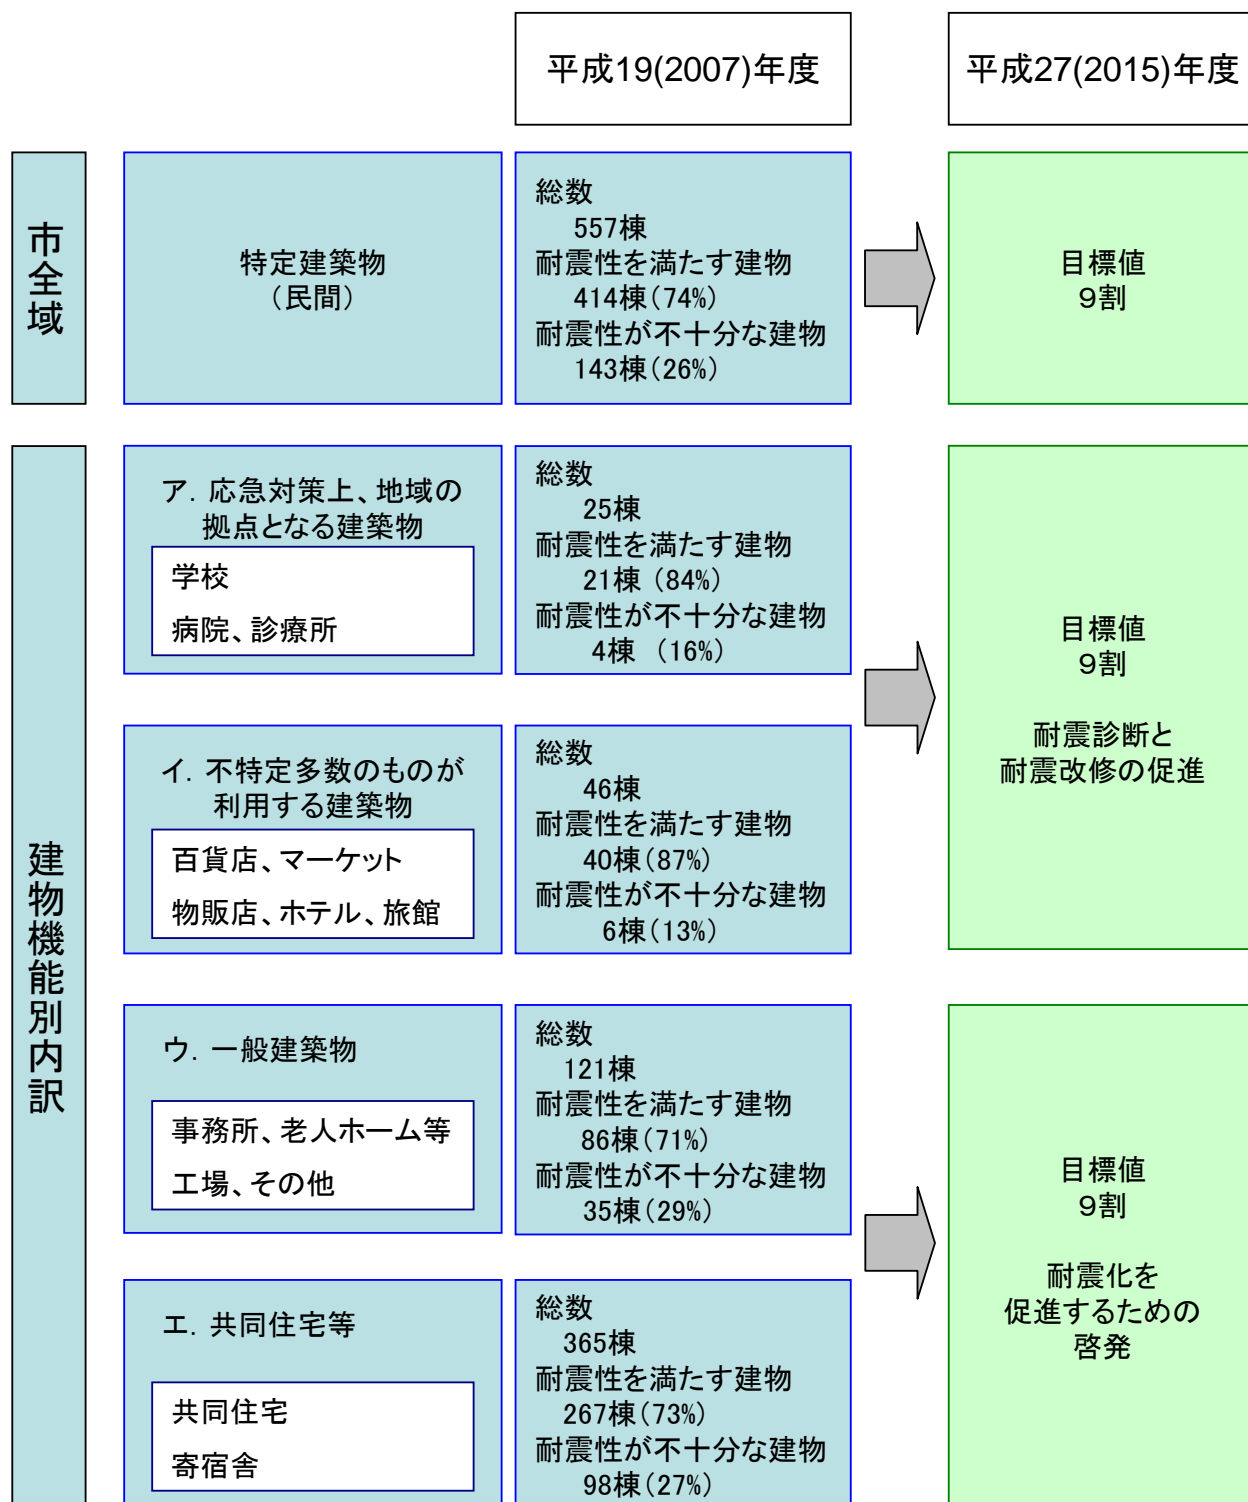 平成19(2007)年度
平成27(2015)年度
市全域
特定建築物
（民間）
総数
557棟
耐震性を満たす建物
414棟(74%)
耐震性が不十分な建物
143棟(26%)
目標値
９割
建物機能別内訳
ア．応急対策上、地域の
拠点となる建築物
学校
病院、診療所
総数
25棟
耐震性を満たす建物
21棟 (84%)
耐震性が不十分な建物
4棟 (16%)
イ．不特定多数のものが
利用する建築物
百貨店、マーケット
物販店、ホテル、旅館
総数
46棟
耐震性を満たす建物
40棟(87%)
耐震性が不十分な建物
6棟(13%)
目標値
９割
耐震診断と
耐震改修の促進
ウ．一般建築物
事務所、老人ホーム等
工場、その他
総数
121棟
耐震性を満たす建物
86棟(71%)
耐震性が不十分な建物
35棟(29%)
エ．共同住宅等
共同住宅
寄宿舎
総数
365棟
耐震性を満たす建物
267棟(73%)
耐震性が不十分な建物
98棟(27%)
目標値
９割
耐震化を
促進するための
啓発